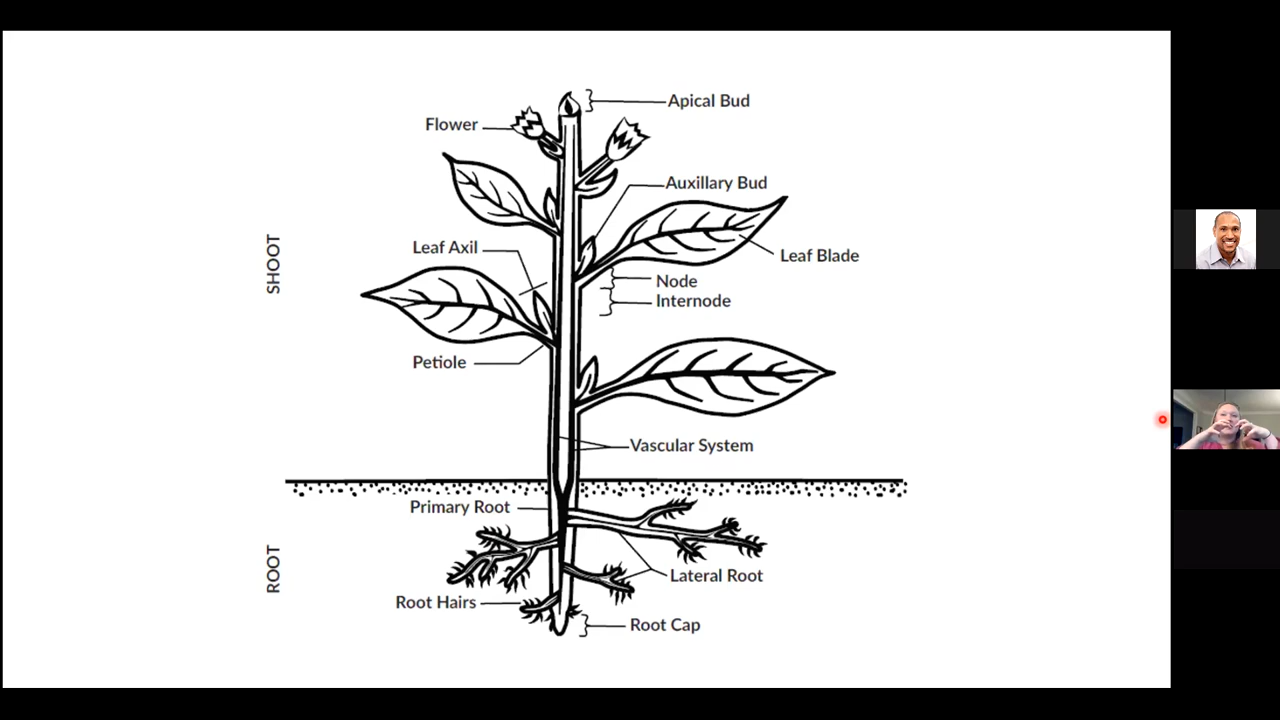 Apical Bud
Flower
Auxillary Bud
Leaf Axil
Leaf Blade
Node
Internode
SHOOT
Petiole
Vascular System
Primary Root
ROOT
Lateral Root
Root Hairs
Root Cap